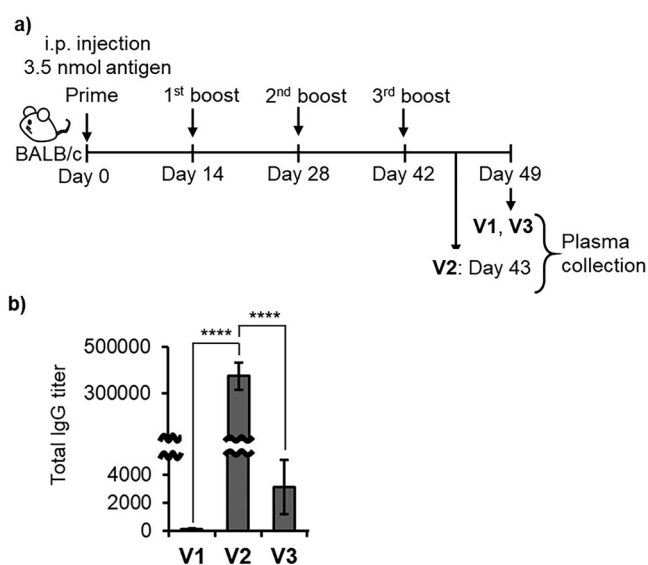 a)
i.p. injection
3.5 nmol antigen
Prime 1st boost 2nd boost 3rd boost
BALB/c
Day 0 Day 14 Day 28 Day 42 Day 49
V1, V3
V2: Day 43
Plasma
collection
b)
**** ****
500000
300000
4000
2000
0
Total IgG titer
V1 V2 V3